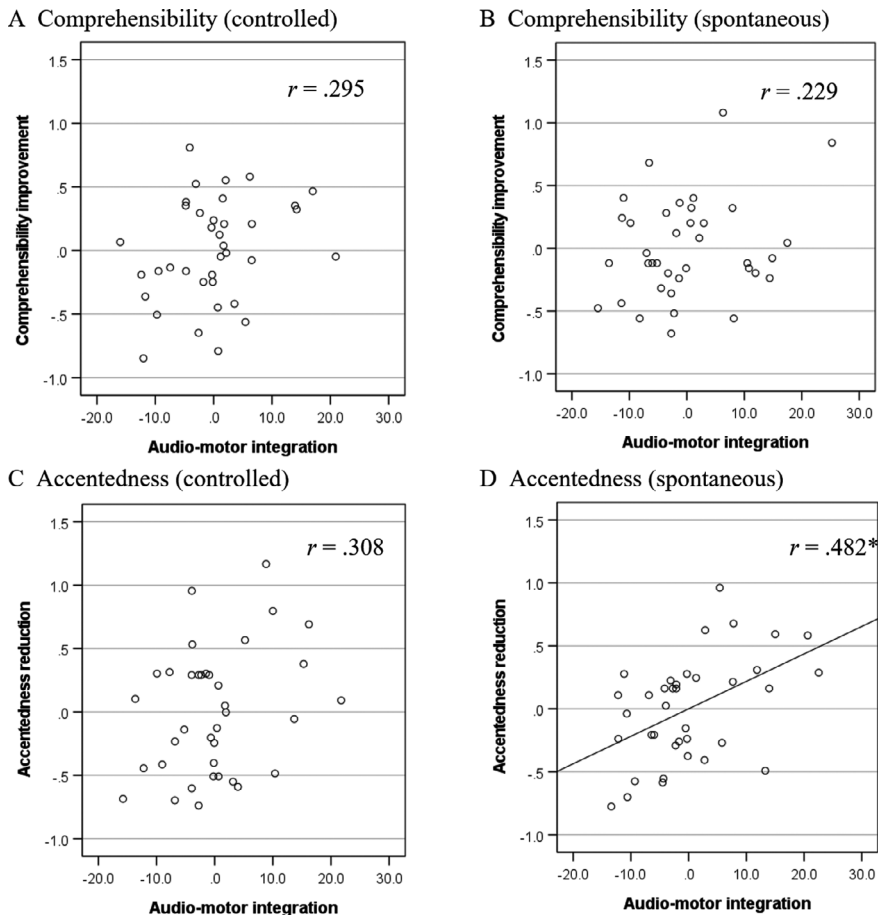 A Comprehensibility (controlled)
r = .295
1.5
1.0
.5
.0
-.5
-1.0
Comprehensibility improvement
-20.0 -10.0 .0 10.0 20.0 30.0
Audio-motor integration
B Comprehensibility (spontaneous)
r = .229
1.5
1.0
.5
.0
-.5
-1.0
Comprehensibility improvement
-20.0 -10.0 .0 10.0 20.0 30.0
Audio-motor integration
C Accentedness (controlled)
r = .308
1.5
1.0
.5
.0
-.5
-1.0
Accentedness reduction
-20.0 -10.0 .0 10.0 20.0 30.0
Audio-motor integration
D Accentedness (spontaneous)
r = .482*
1.5
1.0
.5
.0
-.5
-1.0
Accentedness reduction
-20.0 -10.0 .0 10.0 20.0 30.0
Audio-motor integration